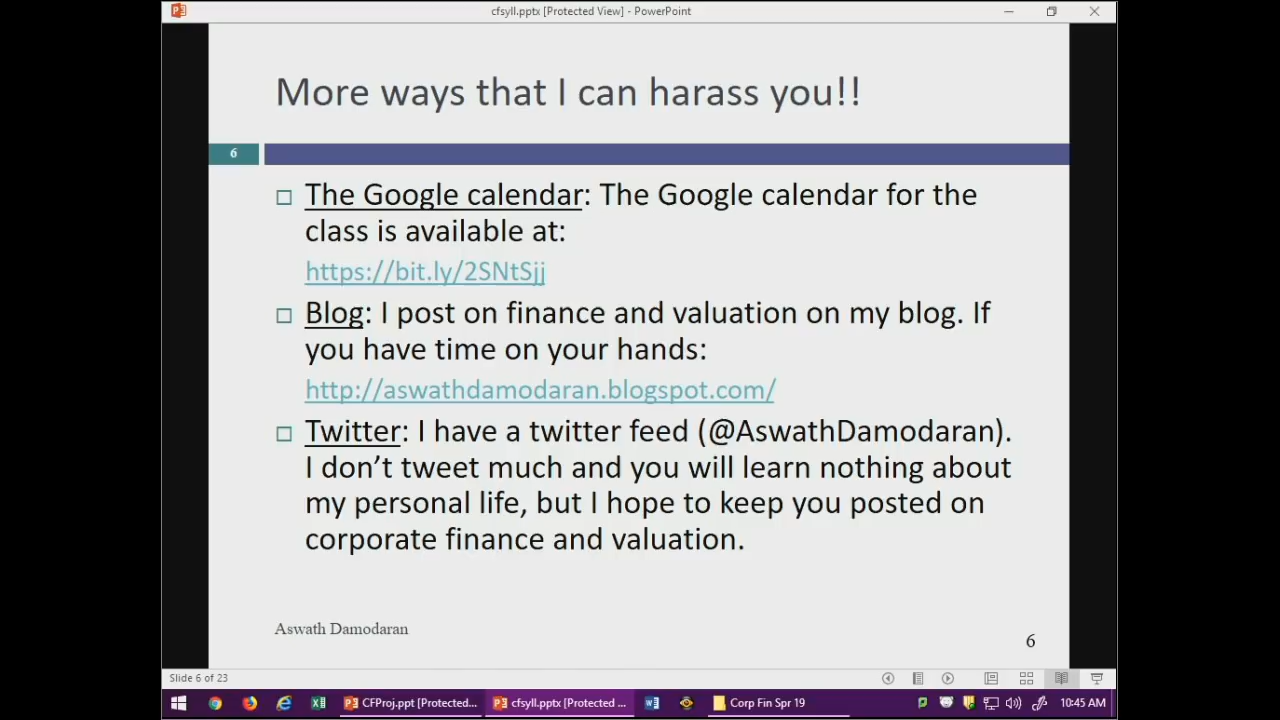 cfsyll.pptx [Protected View] - PowerPoint
More ways that I can harass you!!
6
The Google calendar: The Google calendar for the
class is available at:
https://bit.ly/2SNtSjj
Blog: I post on finance and valuation on my blog. If
you have time on your hands:
http://aswathdamodaran.blogspot.com/
Twitter: I have a twitter feed (@AswathDamodaran).
I don’t tweet much and you will learn nothing about
my personal life, but I hope to keep you posted on
corporate finance and valuation.
Aswath Damodaran
6
Slide 6 of 23
CFProj.ppt [Protected...
cfsyll.pptx [Protected ...
Corp Fin Spr 19
10:45 AM